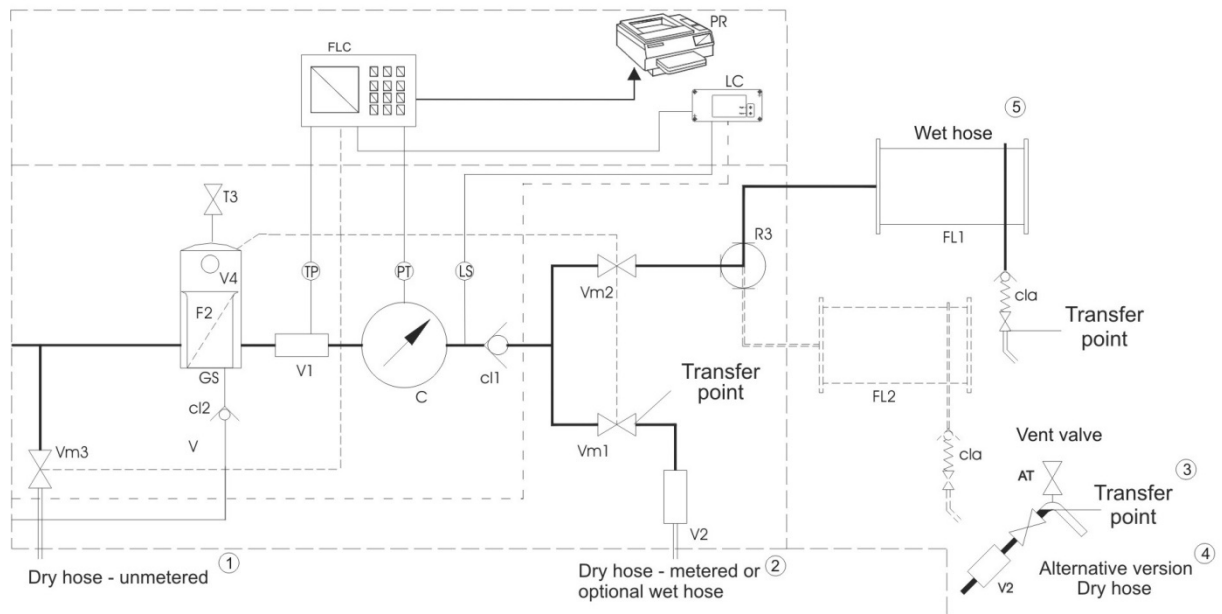 PR
FLC
LC
5
Wet hose
T3
R3
FL1
V4
TP
PT
LS
Vm2
F2
cla
Transfer
point
V1
C
cl1
Transfer
point
GS
cl2
FL2
Vm1
Vent valve
V
Vm3
cla
AT
3
Transfer
point
V2
1
Dry hose - unmetered
2
Dry hose - metered or
optional wet hose
4
Alternative version
Dry hose
V2